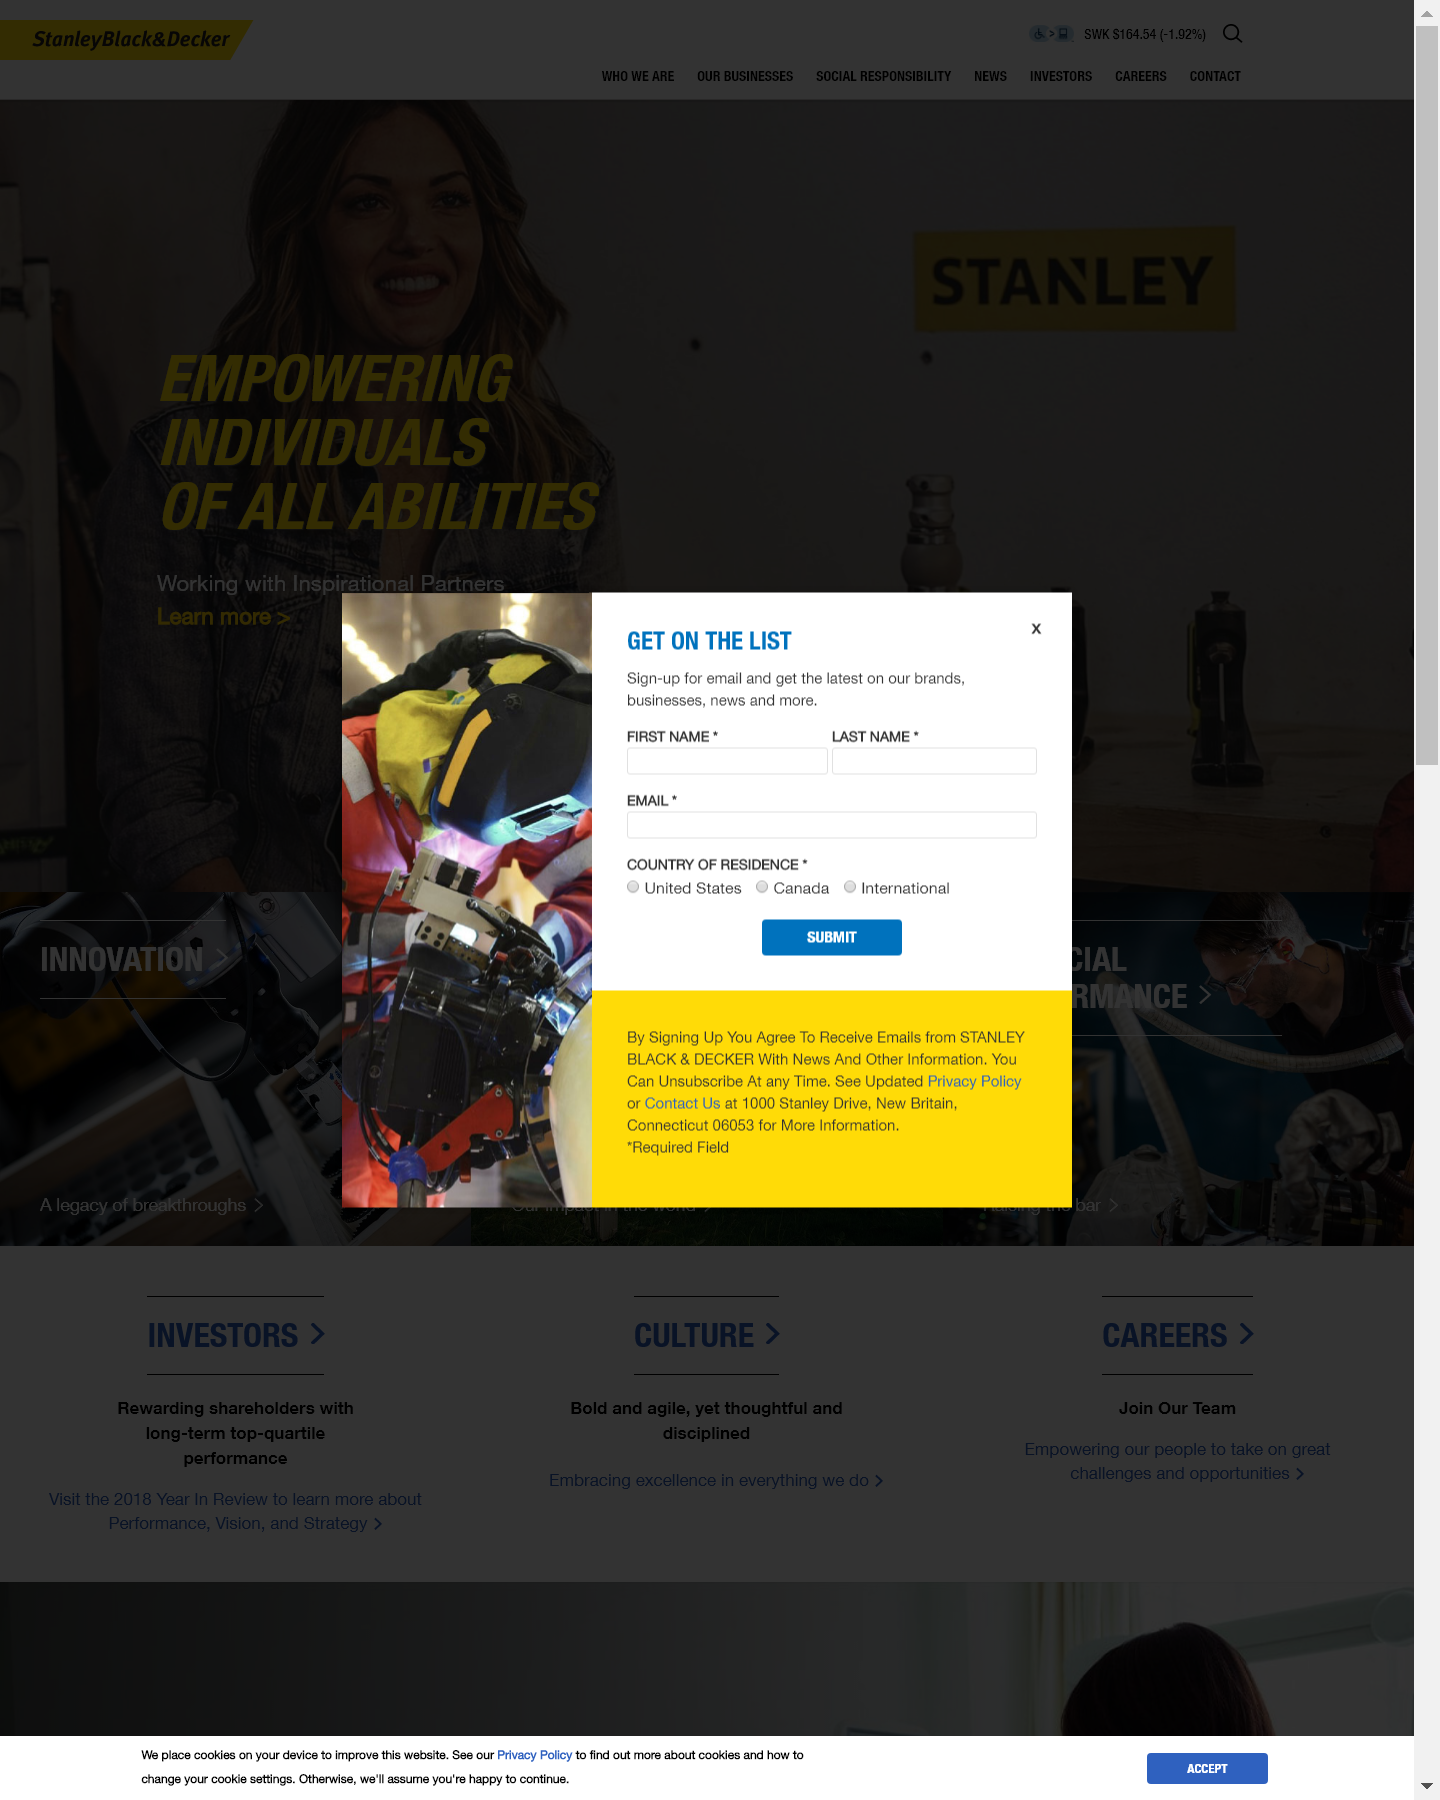 StanleyBlack&Decker
SWK $164.54 (-1.92%)
WHO WE ARE OUR BUSINESSES SOCIAL RESPONSIBILITY NEWS INVESTORS CAREERS CONTACT
STANLEY
EMPOWERING
INDIVIDUALS
OF ALL ABILITIES
Working with Inspirational Partners
Learn more >
X
GET ON THE LIST
Sign-up for email and get the latest on our brands,
businesses, news and more.
FIRST NAME * LAST NAME *
EMAIL *
COUNTRY OF RESIDENCE *
United States Canada International
SUBMIT
By Signing Up You Agree To Receive Emails from STANLEY
BLACK & DECKER With News And Other Information. You
Can Unsubscribe At any Time. See Updated Privacy Policy
or Contact Us at 1000 Stanley Drive, New Britain,
Connecticut 06053 for More Information.
*Required Field
INNOVATION
CIAL
RMANCE
A legacy of breakthroughs
Our impact in the world
Raising the bar
INVESTORS
Rewarding shareholders with
long-term top-quartile
performance
Visit the 2018 Year In Review to learn more about
Performance, Vision, and Strategy
CULTURE
Bold and agile, yet thoughtful and
disciplined
Embracing excellence in everything we do
CAREERS
Join Our Team
Empowering our people to take on great
challenges and opportunities
We place cookies on your device to improve this website. See our Privacy Policy to find out more about cookies and how to
change your cookie settings. Otherwise, we'll assume you're happy to continue.
ACCEPT